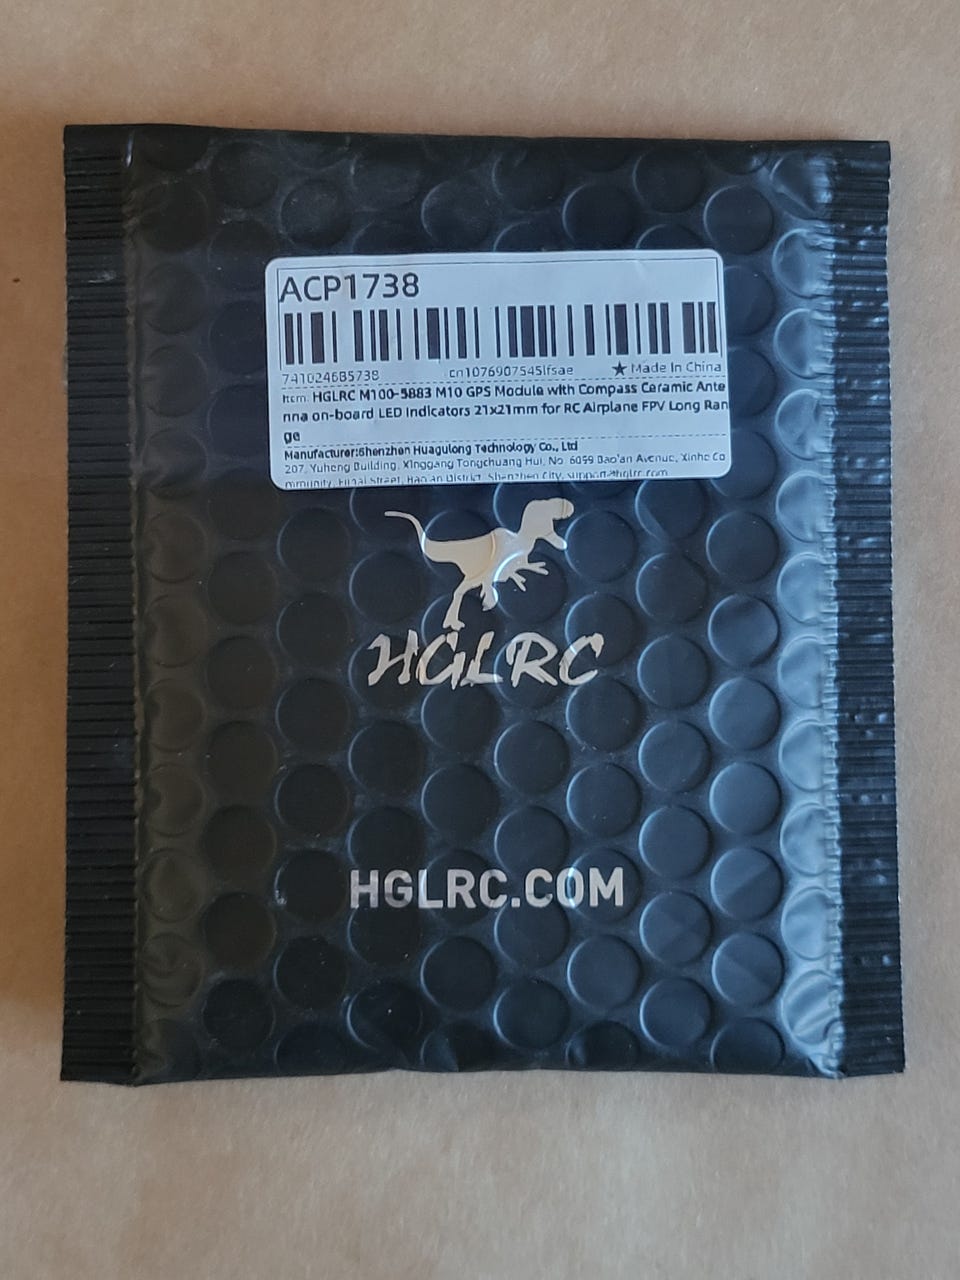 ACP1738
7410246B5738 cn1076907545lfsae ★ Made In China
Item: HGLRC M100-5883 M10 GPS Module with Compass Ceramic Ante
nna on-board LED Indicators 21x21mm for RC Airplane FPV Long Ran
ge
Manufacturer:Shenzhen Huagulong Technology Co., Ltd
207, Yuheng Building, Xinggang Tongchuang Hui, No. 6099 Bao'an Avenue, Xinhe Co
mmunity, Street, Bao'an District, Shenzhen City, support@hglrc.com
HGLRC
HGLRC.COM